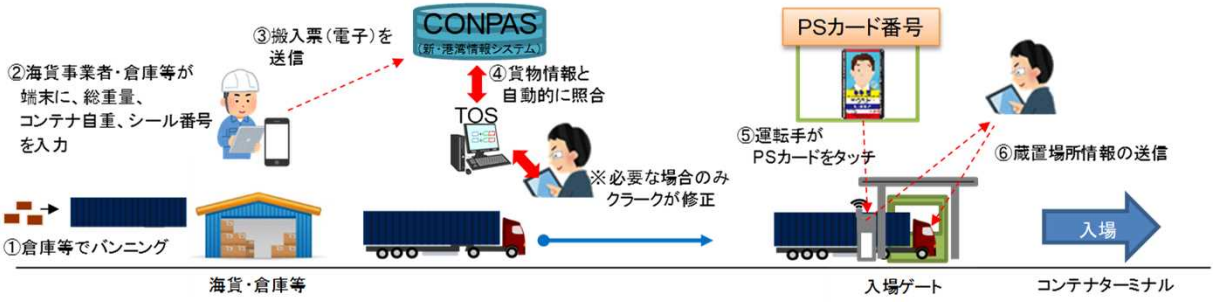 ①倉庫等でバンニング
②海貨事業者・倉庫等が
端末に、総重量、
コンテナ自重、シール番号
を入力
③搬入票（電子）を
送信
CONPAS
（新・港湾情報システム）
④貨物情報と
自動的に照合
TOS
※必要な場合のみ
クラークが修正
PSカード番号
⑤運転手が
PSカードをタッチ
⑥蔵置場所情報の送信
入場
海貨・倉庫等
入場ゲート
コンテナターミナル